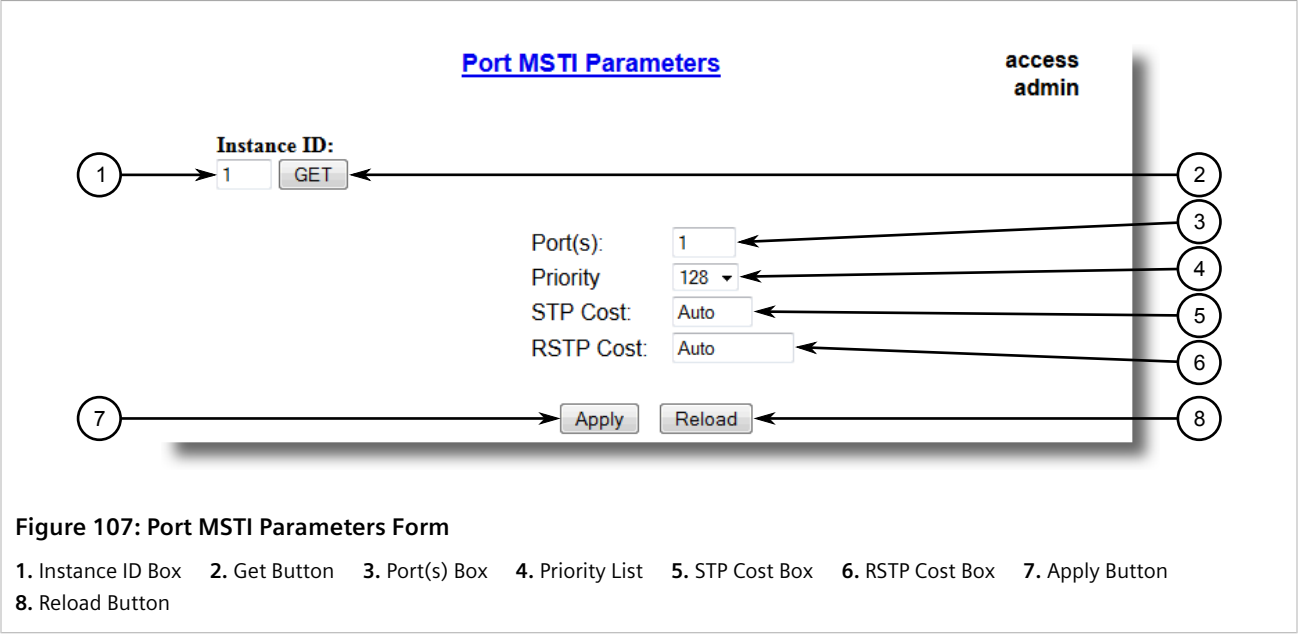 Port MSTI Parameters
access
admin
Instance ID:
1 1 GET 2
3
Port(s): 1
4
Priority 128
STP Cost: Auto 5
RSTP Cost: Auto 6
7 Apply Reload 8
Figure 107: Port MSTI Parameters Form
1. Instance ID Box 2. Get Button 3. Port(s) Box 4. Priority List 5. STP Cost Box 6. RSTP Cost Box 7. Apply Button
8. Reload Button